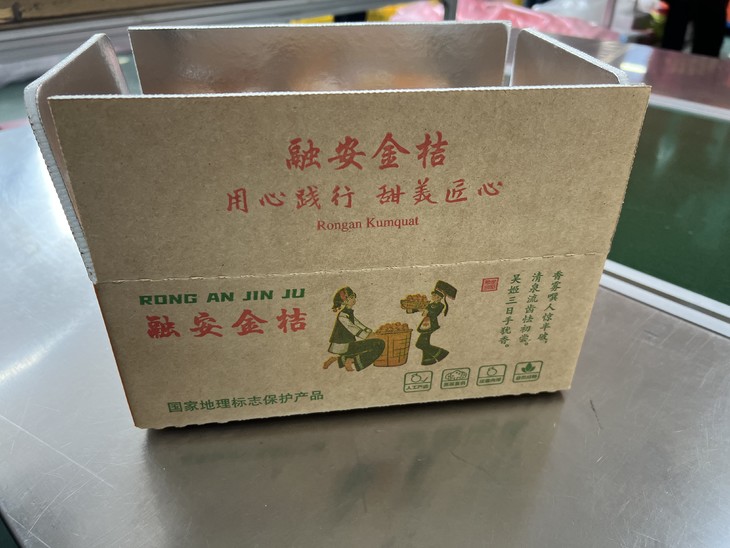 融安金桔
用心践行 甜美匠心
Rongan Kumquat
RONG AN JIN JU
融安金桔
香雾噀人惊半破，
清泉流齿怯初尝。
吴姬三日手犹香。
国家地理标志保护产品